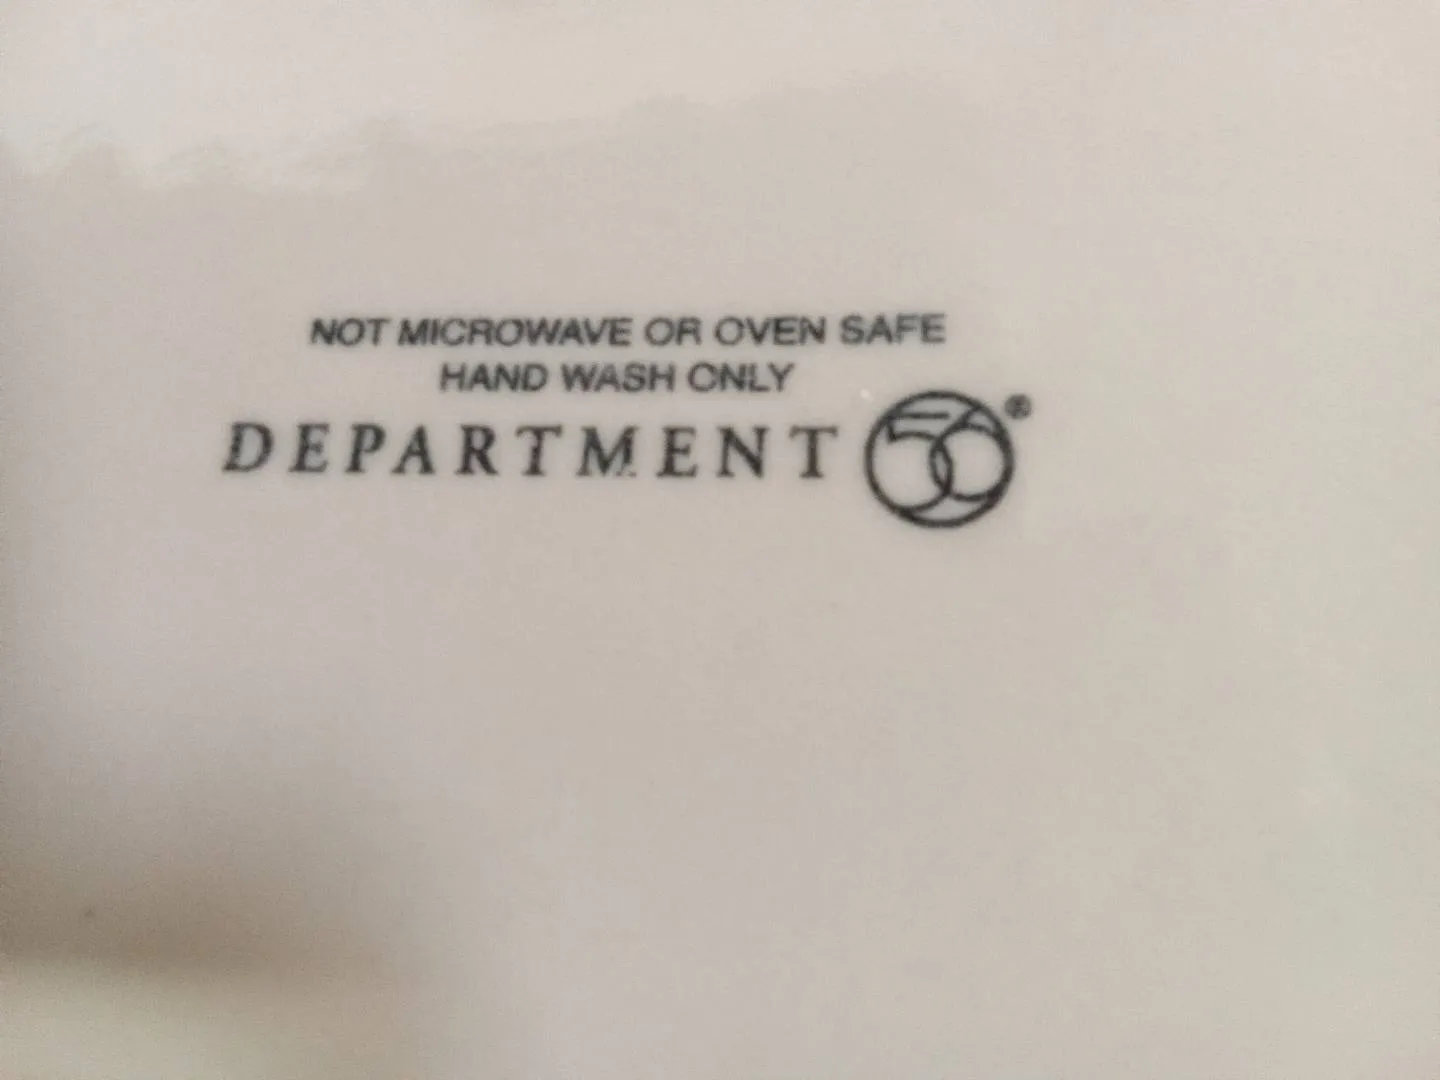 NOT MICROWAVE OR OVEN SAFE
HAND WASH ONLY
DEPARTMENT 56®